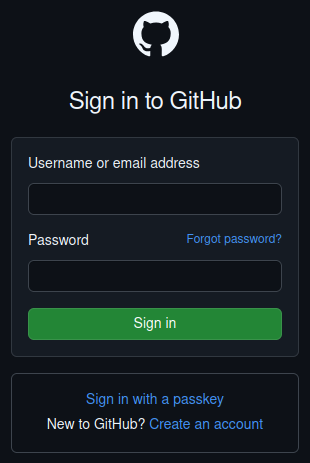 Sign in to GitHub
Username or email address
Password Forgot password?
Sign in
Sign in with a passkey
New to GitHub? Create an account